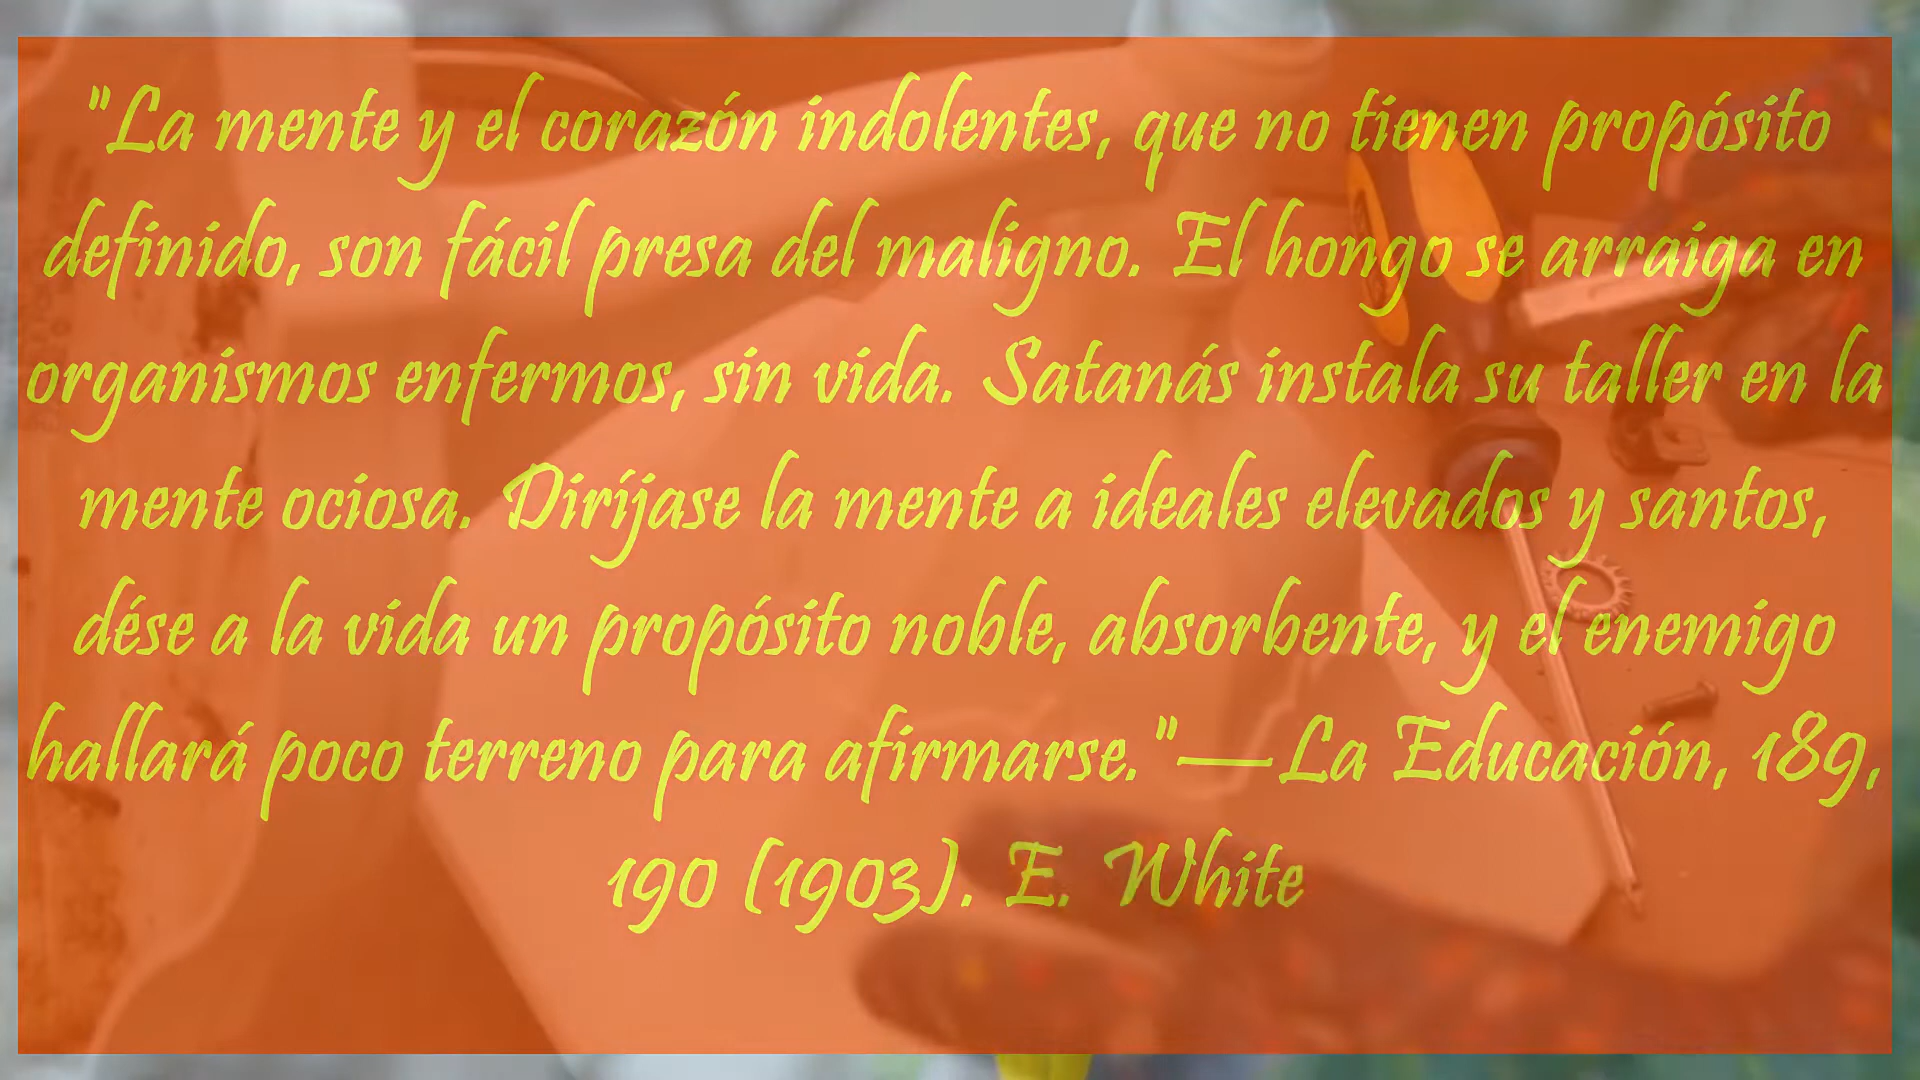 "La mente y el corazón indolentes, que no tienen propósito
definido, son fácil presa del maligno. El hongo se arraiga en
organismos enfermos, sin vida. Satanás instala su taller en la
mente ociosa. Diríjase la mente a ideales elevados y santos,
dése a la vida un propósito noble, absorbente, y el enemigo
hallará poco terreno para afirmarse."—La Educación, 189,
190 (1903). E. White